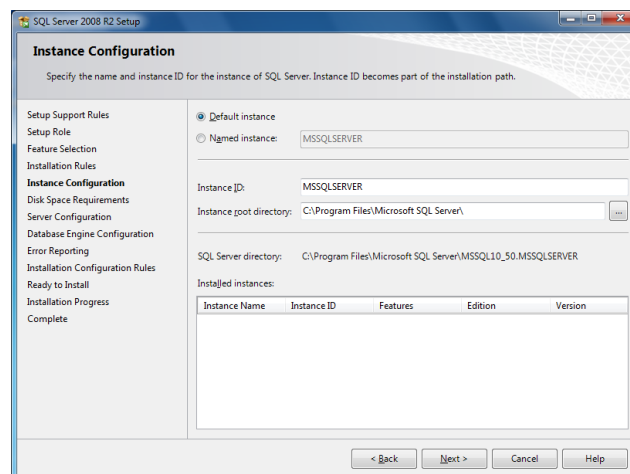 SQL Server 2008 R2 Setup
Instance Configuration
Specify the name and instance ID for the instance of SQL Server. Instance ID becomes part of the installation path.
Setup Support Rules
Setup Role
Feature Selection
Installation Rules
Instance Configuration
Disk Space Requirements
Server Configuration
Database Engine Configuration
Error Reporting
Installation Configuration Rules
Ready to Install
Installation Progress
Complete
Default instance
Named instance: MSSQLSERVER
Instance ID: MSSQLSERVER
Instance root directory: C:\Program Files\Microsoft SQL Server\ ...
SQL Server directory: C:\Program Files\Microsoft SQL Server\MSSQL10_50.MSSQLSERVER
Installed instances:
Instance Name Instance ID Features Edition Version
< Back Next > Cancel Help